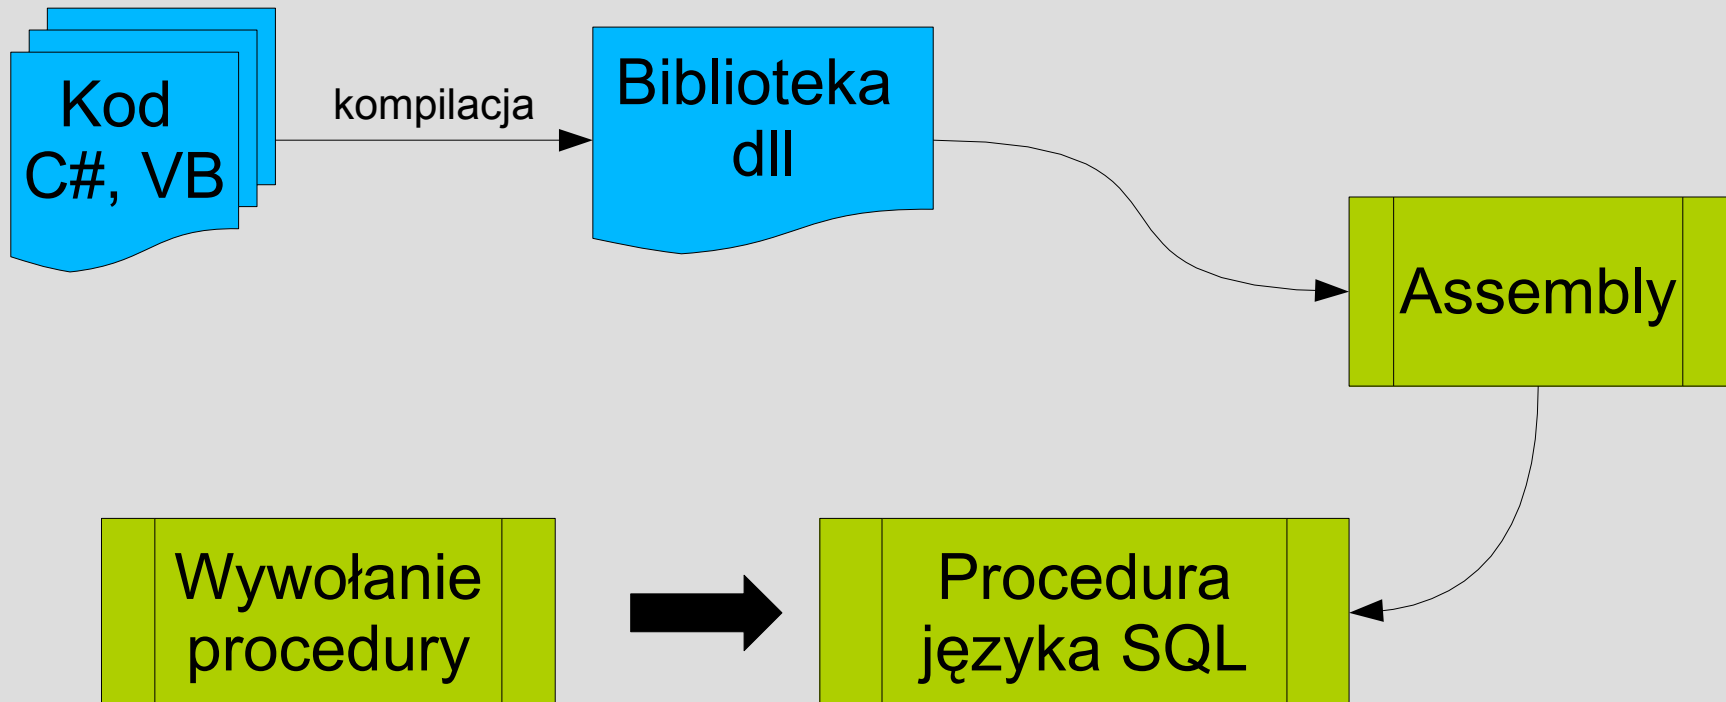 Kod
C#, VB
kompilacja
Biblioteka
dll
Assembly
Wywołanie
procedury
Procedura
języka SQL